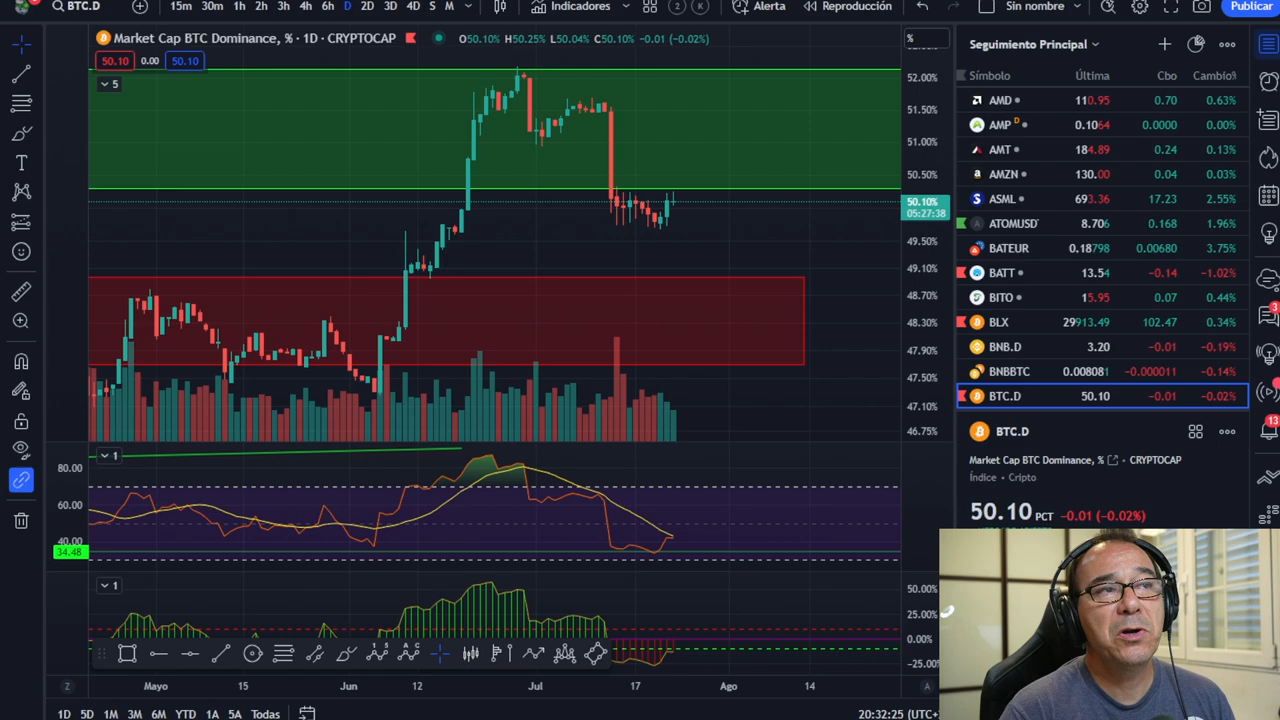 BTC.D
15m 30m 1h 2h 3h 4h 6h D 2D 3D 4D S M
Indicadores
2 K
Alerta
Reproducción
Sin nombre
Publicar
Market Cap BTC Dominance, % · 1D · CRYPTOCAP
O50.10% H50.25% L50.04% C50.10% -0.01 (-0.02%)
50.10 0.00 50.10
5
%
52.00%
51.50%
51.00%
50.50%
50.10%
05:27:38
49.50%
49.10%
48.70%
48.30%
47.90%
47.50%
47.10%
46.75%
1
80.00
60.00
40.00
34.48
1
50.00%
25.00%
0.00%
-25.00%
Z Mayo 15 Jun 12 Jul 17 Ago 14 A
1D 5D 1M 3M 6M YTD 1A 5A Todas
20:32:25 (UTC+
Seguimiento Principal
Símbolo Última Cbo Cambio%
AMD 110.95 0.70 0.63%
AMP D 0.1064 0.0000 0.00%
AMT 184.89 0.24 0.13%
AMZN 130.00 0.04 0.03%
ASML 693.36 17.23 2.55%
ATOMUSD 8.706 0.168 1.96%
BATEUR 0.18798 0.00680 3.75%
BATT 13.54 -0.14 -1.02%
BITO 15.95 0.07 0.44%
BLX 29913.49 102.47 0.34%
BNB.D 3.20 -0.01 -0.19%
BNBBTC 0.008081 -0.000011 -0.14%
BTC.D 50.10 -0.01 -0.02%
BTC.D
Market Cap BTC Dominance, % · CRYPTOCAP
Índice · Cripto
50.10 PCT -0.01 (-0.02%)
3
13